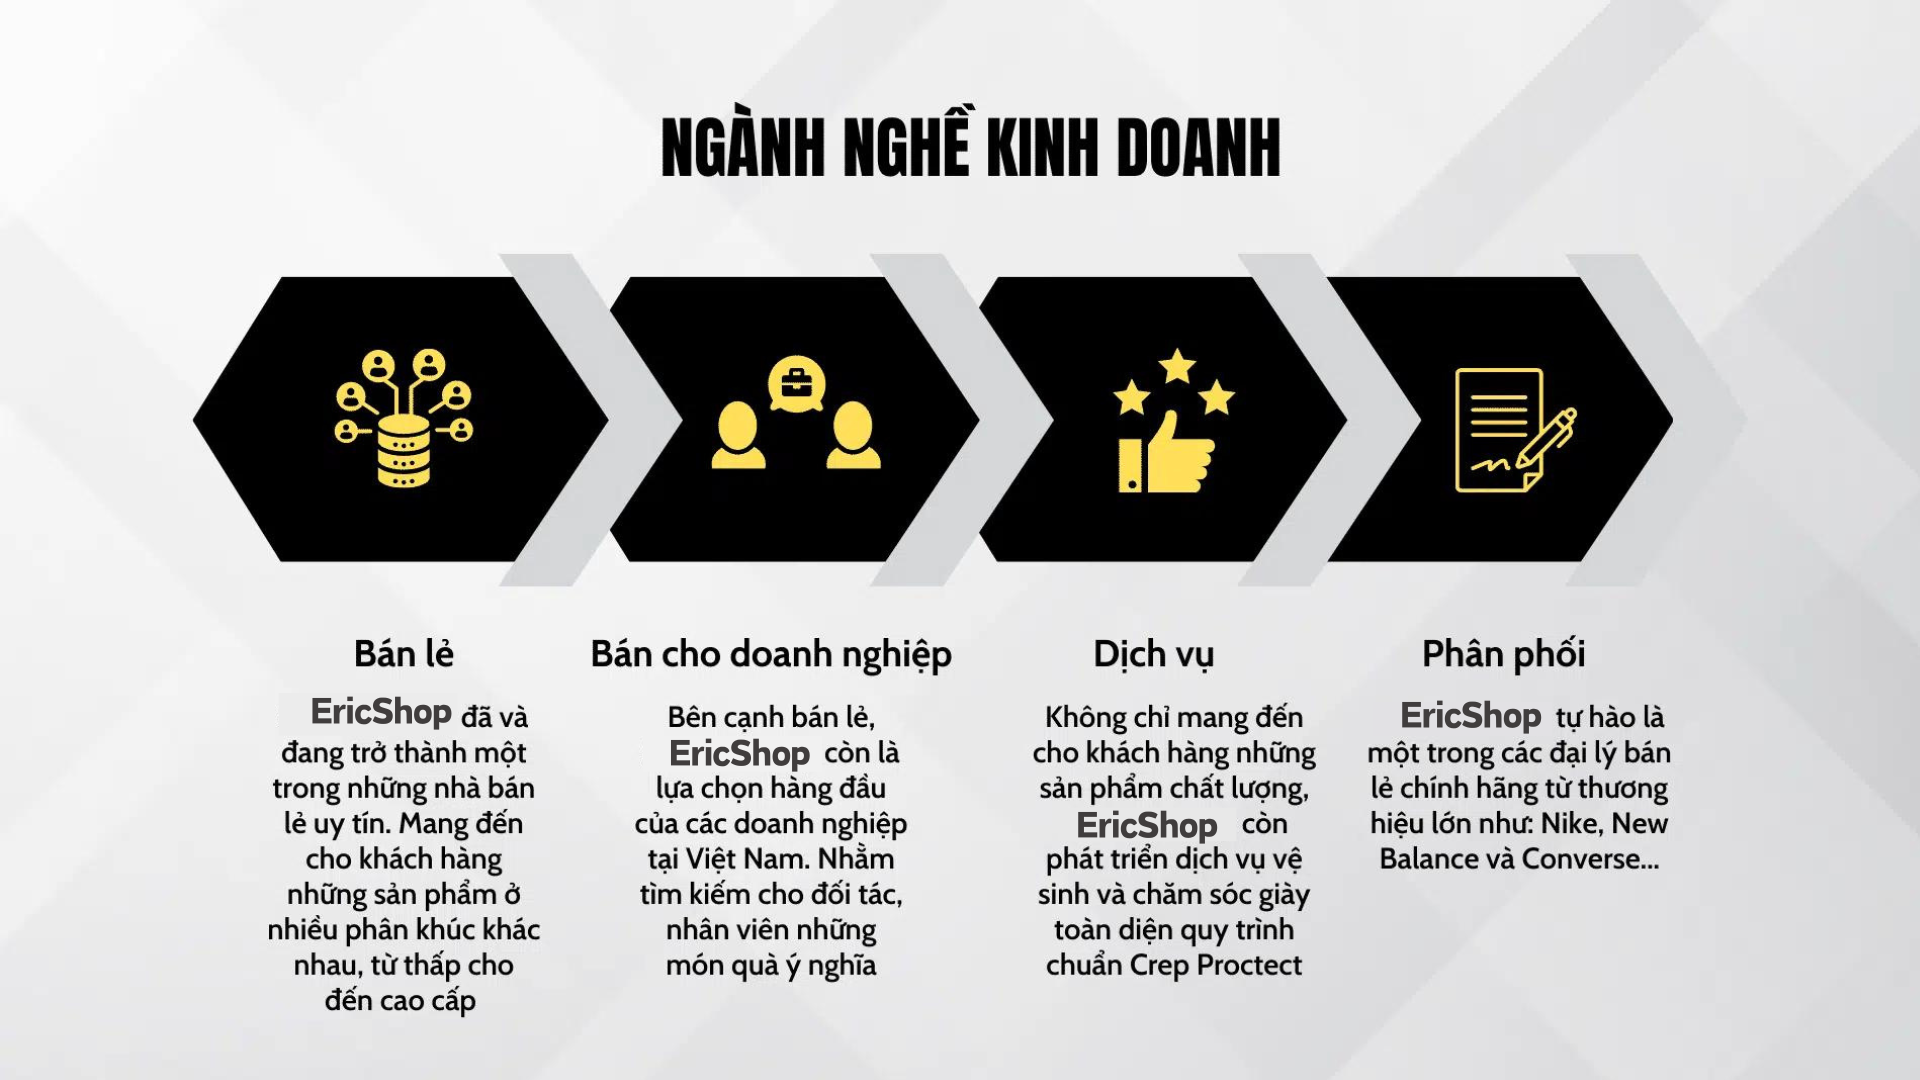 NGÀNH NGHỀ KINH DOANH
Bán lẻ
EricShop đã và
đang trở thành một
trong những nhà bán
lẻ uy tín. Mang đến
cho khách hàng
những sản phẩm ở
nhiều phân khúc khác
nhau, từ thấp cho
đến cao cấp
Bán cho doanh nghiệp
Bên cạnh bán lẻ,
EricShop còn là
lựa chọn hàng đầu
của các doanh nghiệp
tại Việt Nam. Nhằm
tìm kiếm cho đối tác,
nhân viên những
món quà ý nghĩa
Dịch vụ
Không chỉ mang đến
cho khách hàng những
sản phẩm chất lượng,
EricShop còn
phát triển dịch vụ vệ
sinh và chăm sóc giày
toàn diện quy trình
chuẩn Crep Proctect
Phân phối
EricShop tự hào là
một trong các đại lý bán
lẻ chính hãng từ thương
hiệu lớn như: Nike, New
Balance và Converse...